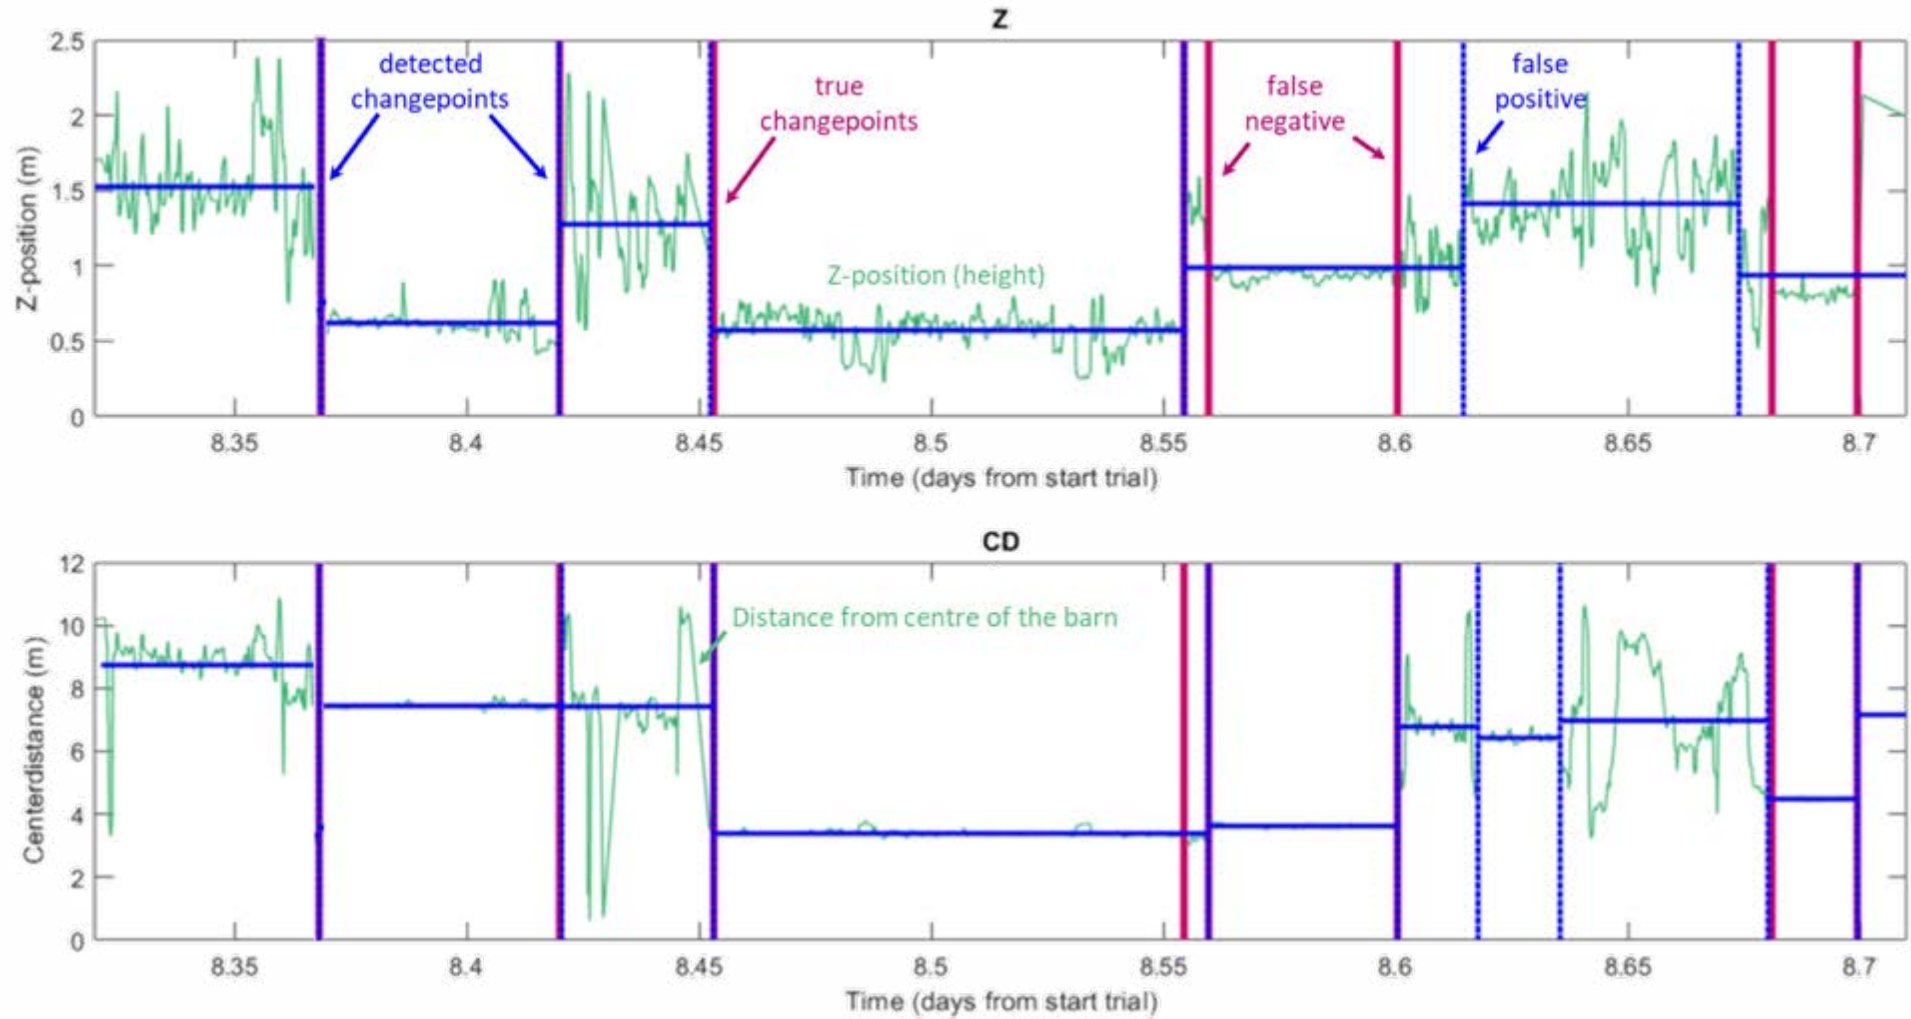 Z
2.5
2
1.5
1
0.5
0
Z-position (m)
detected
changepoints
true
changepoints
false
negative
false
positive
Z-position (height)
8.35
8.4
8.45
8.5
8.55
8.6
8.65
8.7
Time (days from start trial)
CD
12
10
8
6
4
2
0
Centerdistance (m)
Distance from centre of the barn
8.35
8.4
8.45
8.5
8.55
8.6
8.65
8.7
Time (days from start trial)